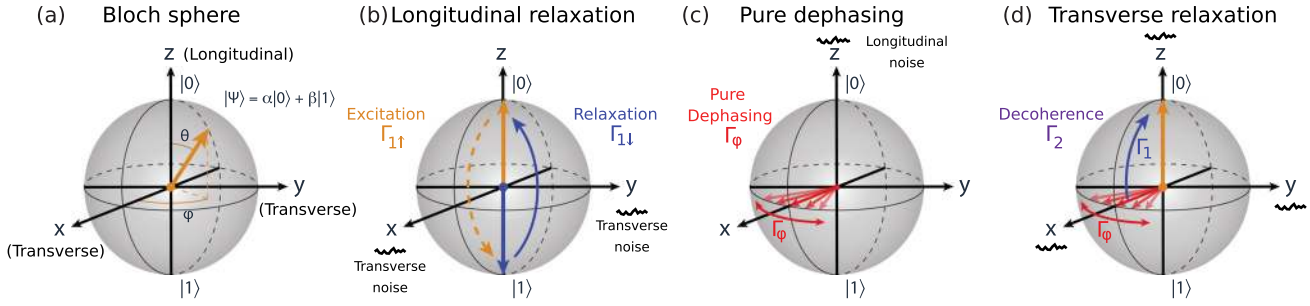 (a) Bloch sphere
z (Longitudinal)
|0⟩
|Ψ⟩ = α|0⟩ + β|1⟩
θ
y
(Transverse)
φ
x
(Transverse)
|1⟩
(b) Longitudinal relaxation
z
|0⟩
Excitation
Γ1↑
Relaxation
Γ1↓
y
Transverse
noise
x
Transverse
noise
|1⟩
(c) Pure dephasing
Longitudinal
noise
z
|0⟩
Pure
Dephasing
Γφ
y
x
Γφ
|1⟩
(d) Transverse relaxation
z
|0⟩
Decoherence
Γ2
Γ1
y
x
Γφ
|1⟩